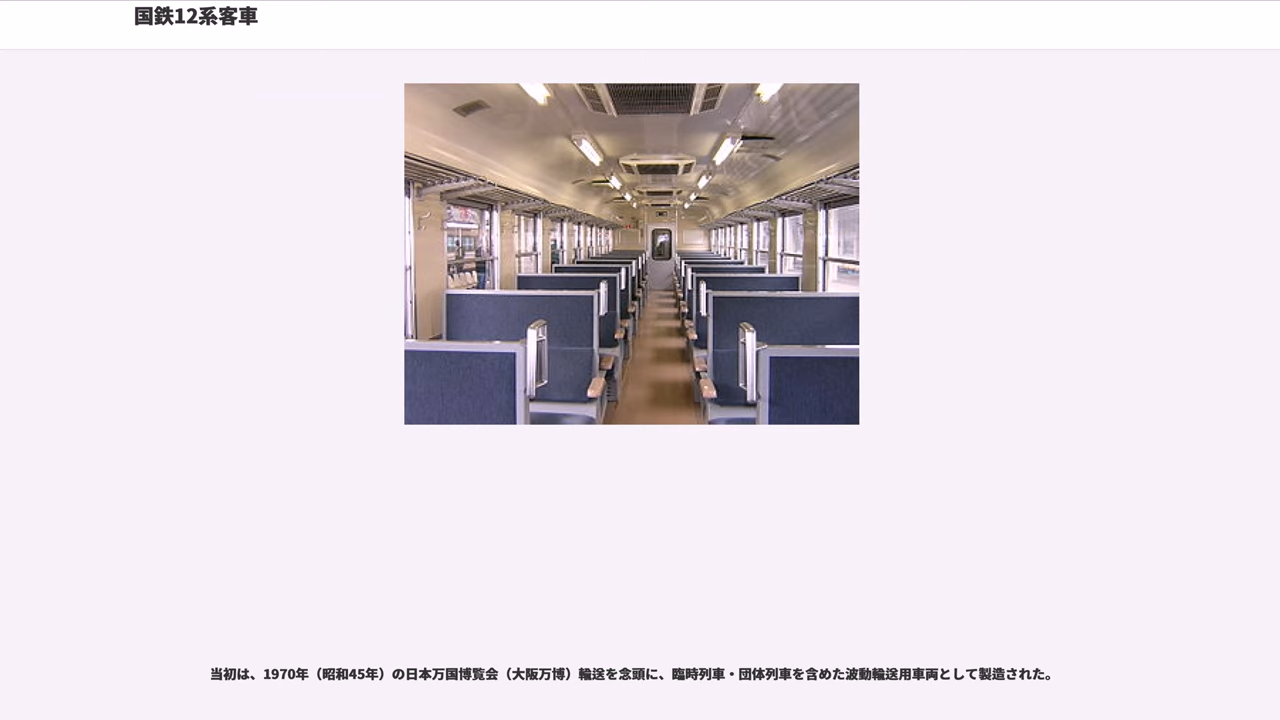 国鉄12系客車
当初は、1970年（昭和45年）の日本万国博覧会（大阪万博）輸送を念頭に、臨時列車・団体列車を含めた波動輸送用車両として製造された。